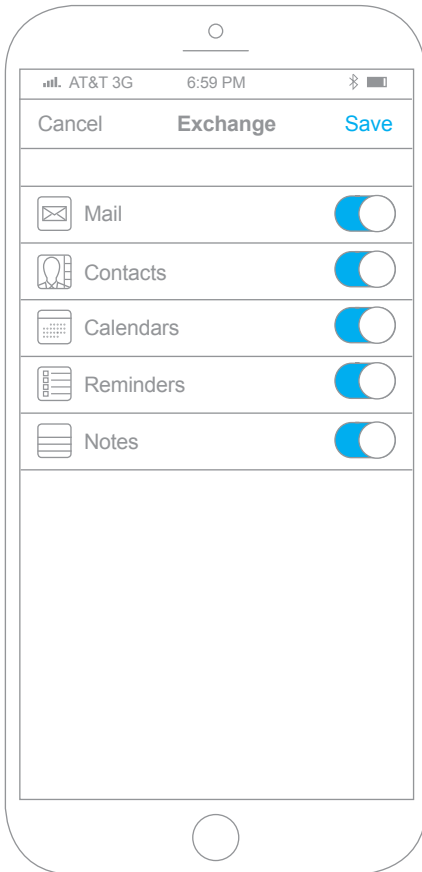 AT&T 3G 6:59 PM
Cancel Exchange Save
Mail
Contacts
Calendars
Reminders
Notes